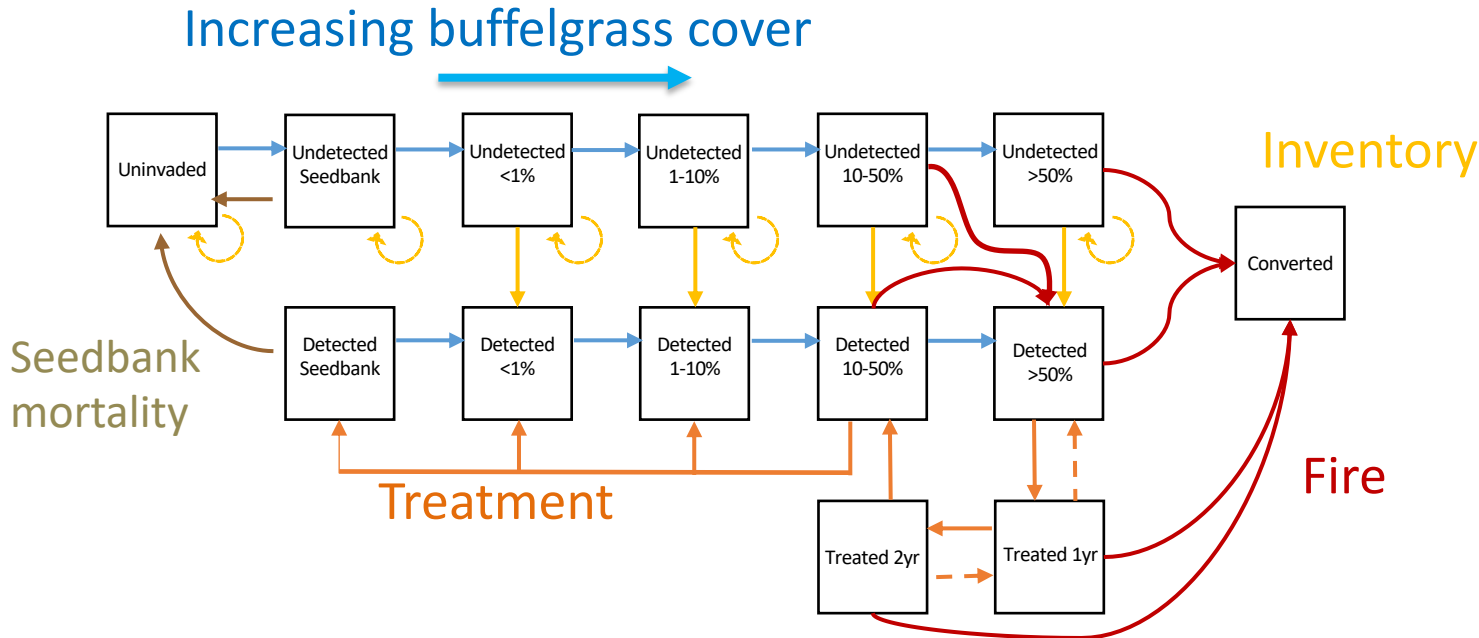 Increasing buffelgrass cover
Uninvaded
Undetected
Seedbank
Undetected
<1%
Undetected
1-10%
Undetected
10-50%
Undetected
>50%
Inventory
Converted
Seedbank
mortality
Detected
Seedbank
Detected
<1%
Detected
1-10%
Detected
10-50%
Detected
>50%
Treatment
Fire
Treated 2yr
Treated 1yr